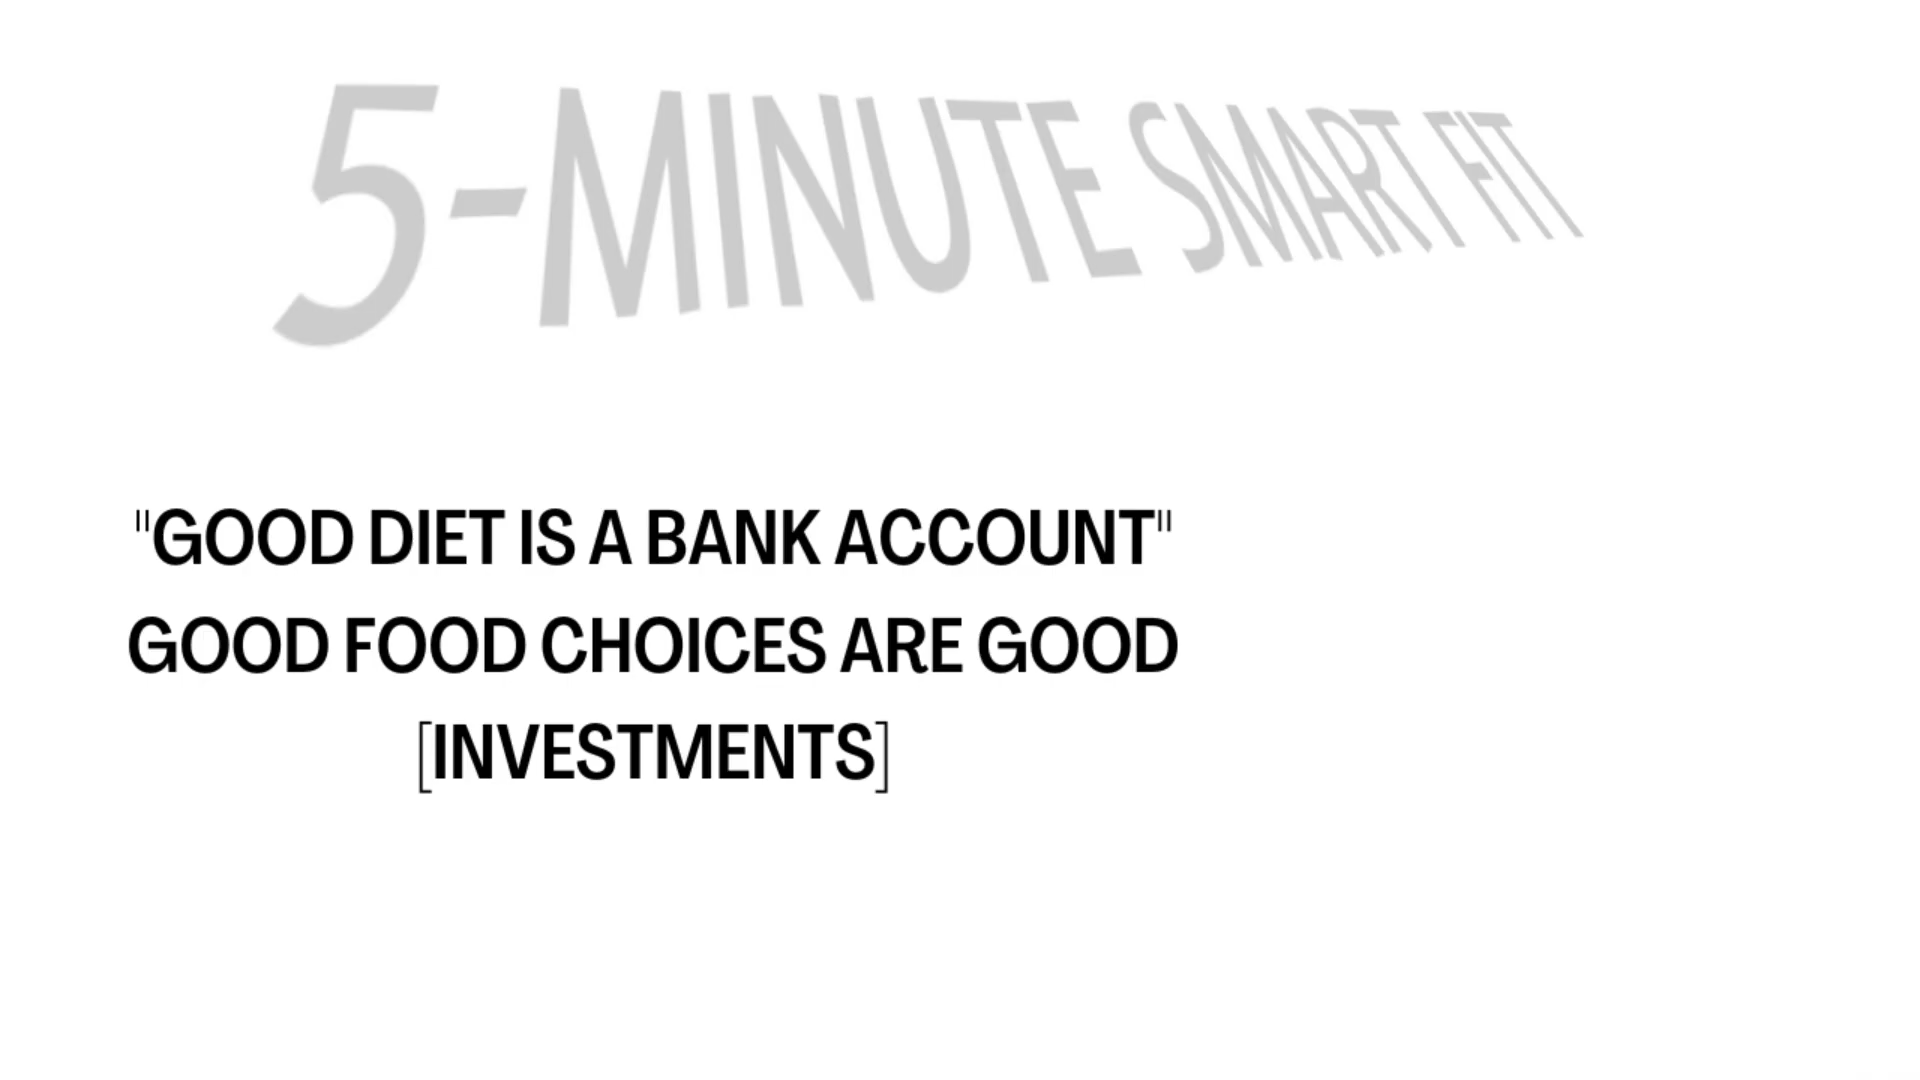 5-MINUTE SMART FIT
"GOOD DIET IS A BANK ACCOUNT"
GOOD FOOD CHOICES ARE GOOD
[INVESTMENTS]